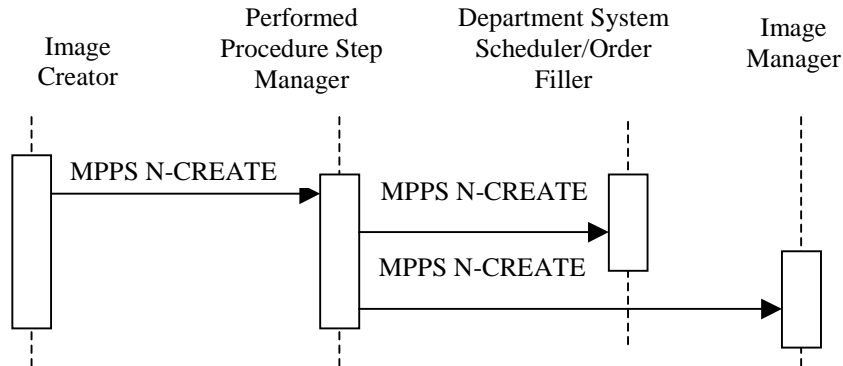 Image
Creator
Performed
Procedure Step
Manager
Department System
Scheduler/Order
Filler
Image
Manager
MPPS N-CREATE
MPPS N-CREATE
MPPS N-CREATE